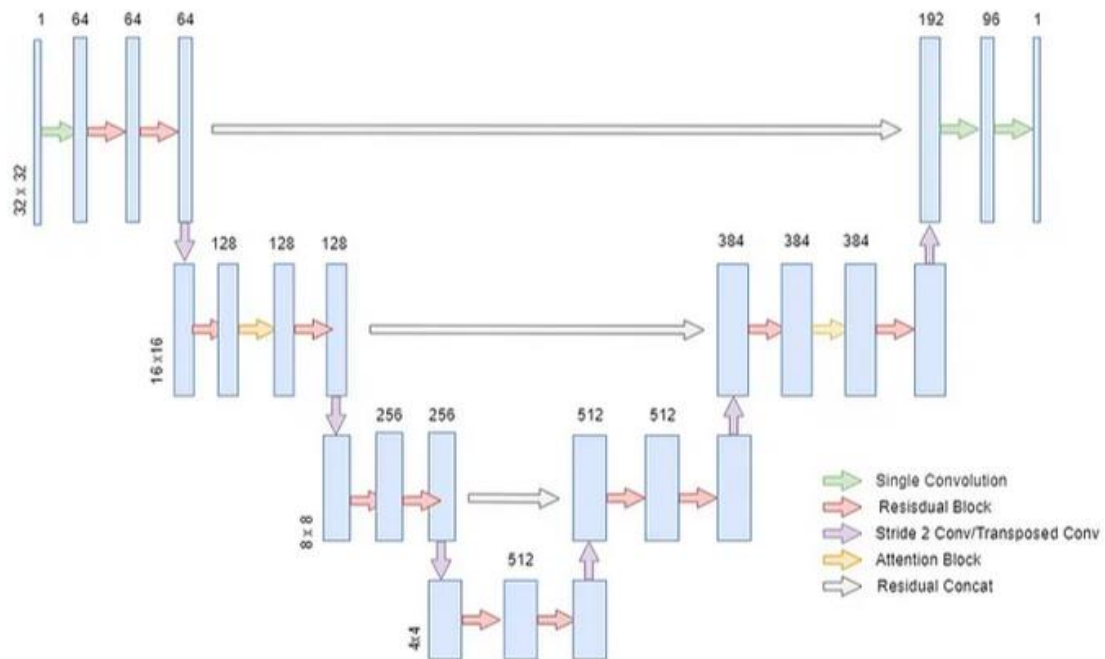 1 64 64 64 192 96 1
32 x 32
128 128 128 384 384 384
16 x16
256 256 512 512
8 x 8
512
4x4
Single Convolution
Resisdual Block
Stride 2 Conv/Transposed Conv
Attention Block
Residual Concat